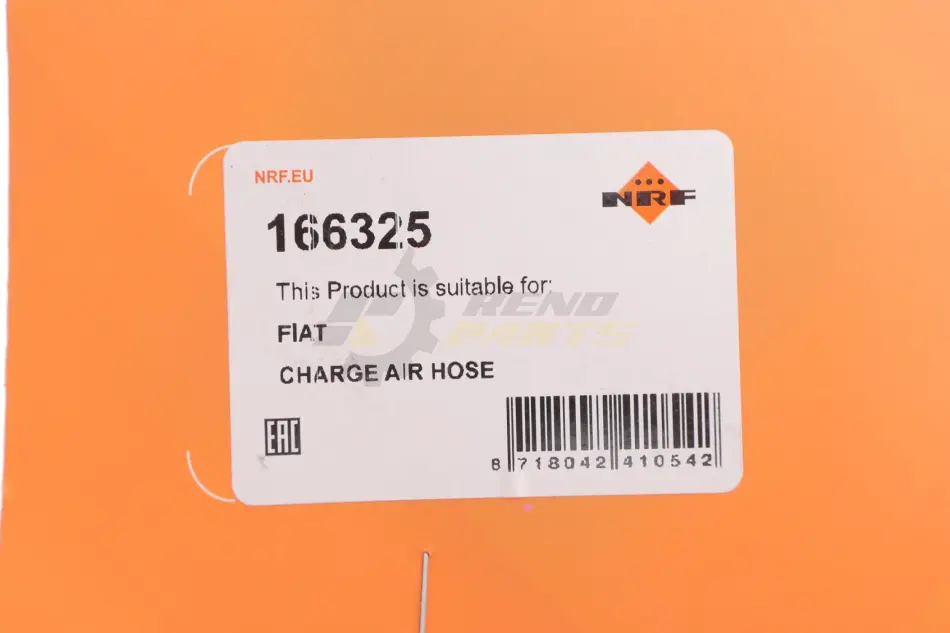 NRF.EU
NRF
166325
This Product is suitable for:
RENO
PARTS
FIAT
CHARGE AIR HOSE
EAC
8 718042 410542